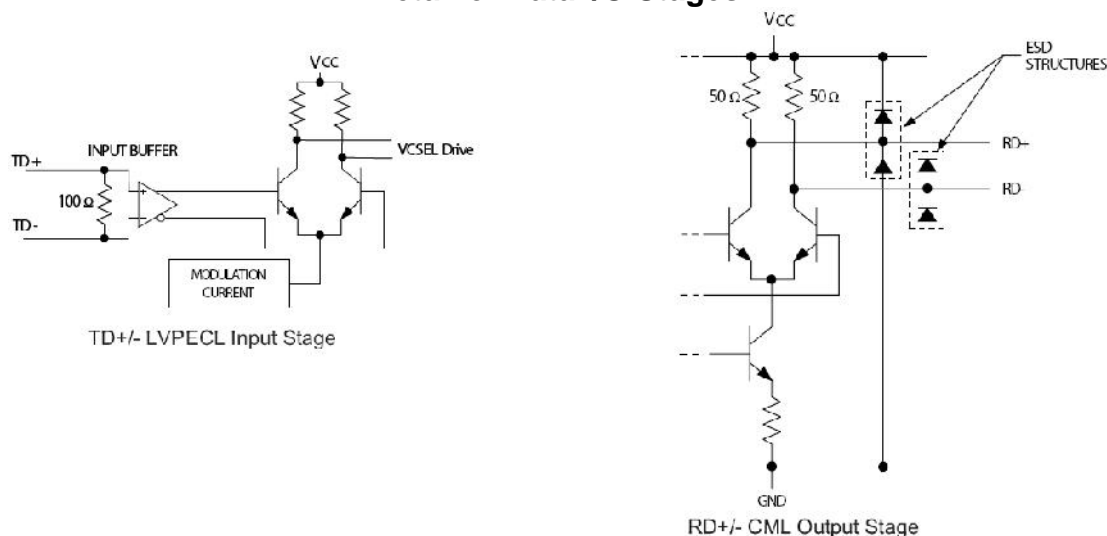 VCC
ESD
STRUCTURES
50 Ω
50 Ω
RD+
RD
GND
RD+/- CML Output Stage
VCC
INPUT BUFFER
VCSEL Drive
TD+
100 Ω
TD-
MODULATION
CURRENT
TD+/- LVPECL Input Stage